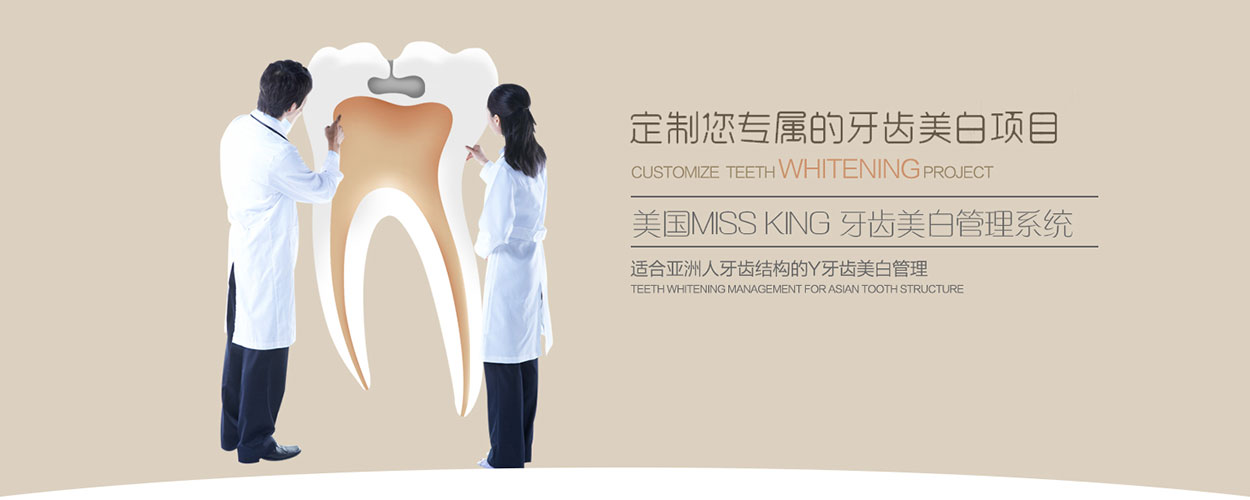 定制您专属的牙齿美白项目
CUSTOMIZE TEETH WHITENING PROJECT
美国MISS KING 牙齿美白管理系统
适合亚洲人牙齿结构的Y牙齿美白管理
TEETH WHITENING MANAGEMENT FOR ASIAN TOOTH STRUCTURE